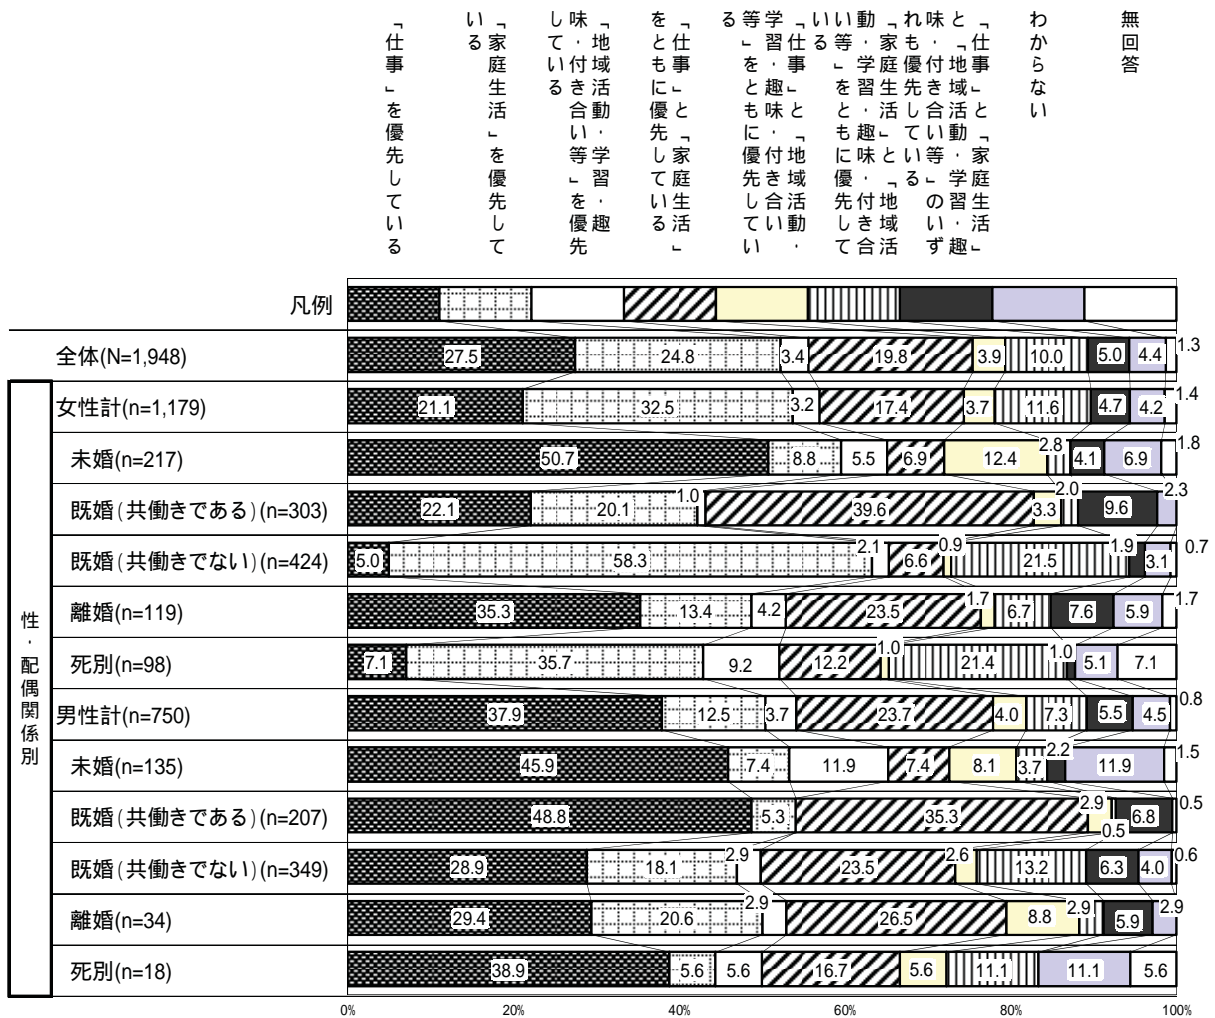 「仕事」を優先している
「家庭生活」を優先して
いる
「地域活動・学習・趣
味・付き合い等」を優先
している
「仕事」と「家庭生活」
をともに優先している
「仕事」と「地域活動・
学習・趣味・付き合い
等」をともに優先してい
る
「家庭生活」と「地域活
動・学習・趣味・付き合
い等」をともに優先して
いる
「仕事」と「家庭生活」
と「地域活動・学習・趣
味・付き合い等」のいず
れも優先している
わからない
無回答
凡例
全体(N=1,948) 27.5 24.8 3.4 19.8 3.9 10.0 5.0 4.4 1.3
性・配偶関係別
女性計(n=1,179) 21.1 32.5 3.2 17.4 3.7 11.6 4.7 4.2 1.4
未婚(n=217) 50.7 8.8 5.5 6.9 12.4 2.8 4.1 6.9 1.8
既婚(共働きである)(n=303) 22.1 20.1 1.0 39.6 3.3 2.0 9.6 2.3
既婚(共働きでない)(n=424) 5.0 58.3 2.1 6.6 0.9 21.5 1.9 3.1 0.7
離婚(n=119) 35.3 13.4 4.2 23.5 1.7 6.7 7.6 5.9 1.7
死別(n=98) 7.1 35.7 9.2 12.2 1.0 21.4 1.0 5.1 7.1
男性計(n=750) 37.9 12.5 3.7 23.7 4.0 7.3 5.5 4.5 0.8
未婚(n=135) 45.9 7.4 11.9 7.4 8.1 3.7 2.2 11.9 1.5
既婚(共働きである)(n=207) 48.8 5.3 35.3 2.9 0.5 6.8 0.5
既婚(共働きでない)(n=349) 28.9 18.1 2.9 23.5 2.6 13.2 6.3 4.0 0.6
離婚(n=34) 29.4 20.6 2.9 26.5 8.8 2.9 5.9 2.9
死別(n=18) 38.9 5.6 5.6 16.7 5.6 11.1 11.1 5.6
0% 20% 40% 60% 80% 100%